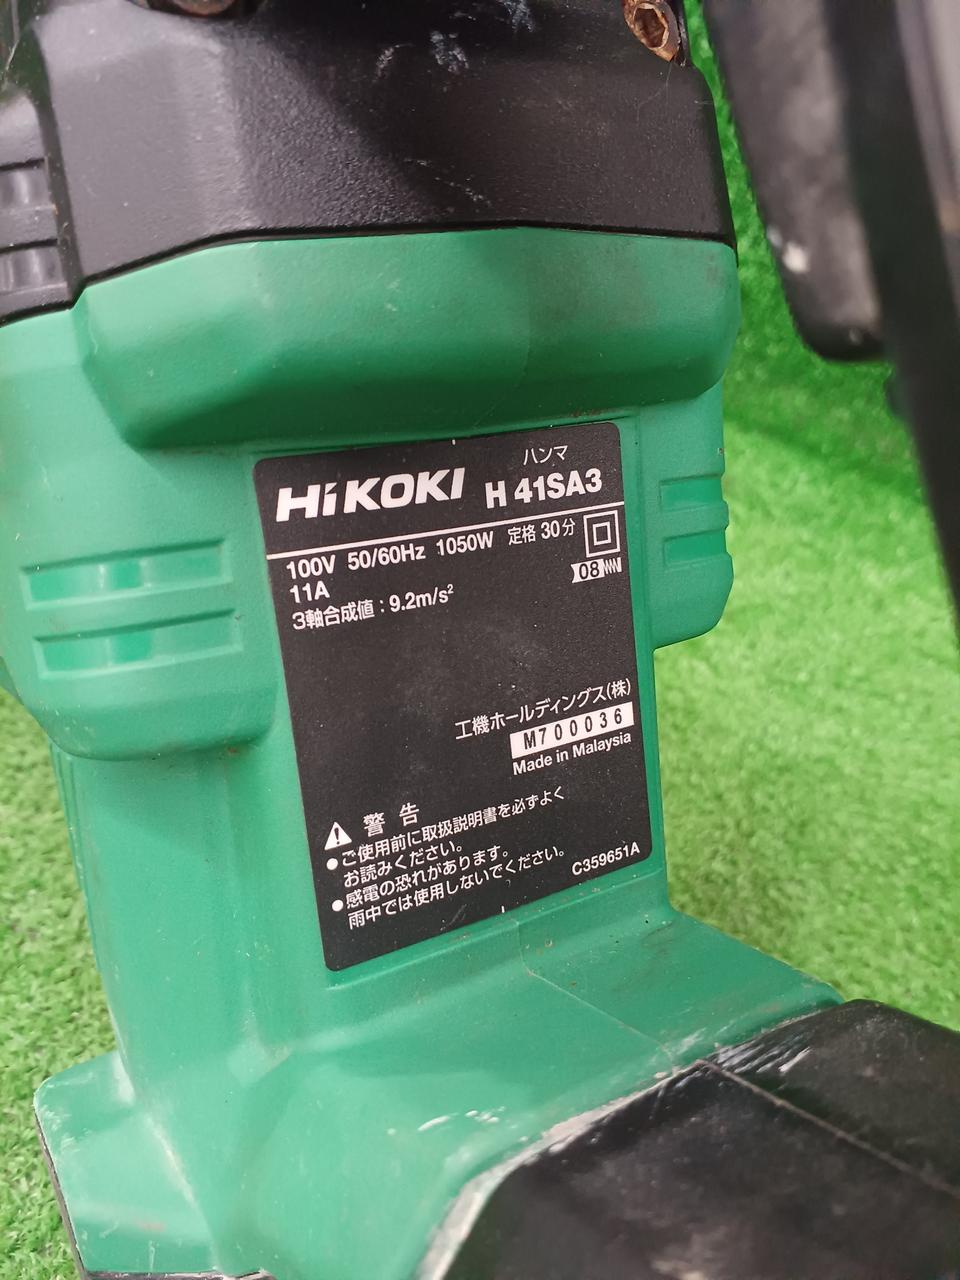 HiKOKI
ハンマ
H 41SA3
100V 50/60Hz 1050W 定格 30分
11A
08
3軸合成値：9.2m/s²
工機ホールディングス(株)
M700036
Made in Malaysia
警告
●ご使用前に取扱説明書を必ずよく
お読みください。
●感電の恐れがあります。
雨中では使用しないでください。
C359651A